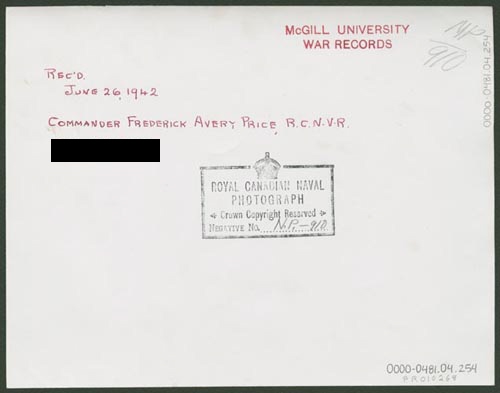 McGILL UNIVERSITY
WAR RECORDS
NP
910
0000-0481.04.254
REC'D.
JUNE 26, 1942
COMMANDER FREDERICK AVERY PRICE, R.C.N.V.R.
ROYAL CANADIAN NAVAL
PHOTOGRAPH
Crown Copyright Reserved
NEGATIVE No. N.P.-910
0000-0481.04.254
PR010268